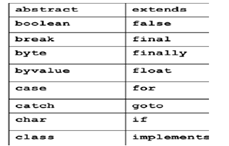 abstract extends
boolean false
break final
byte finally
byvalue float
case for
catch goto
char if
class implements